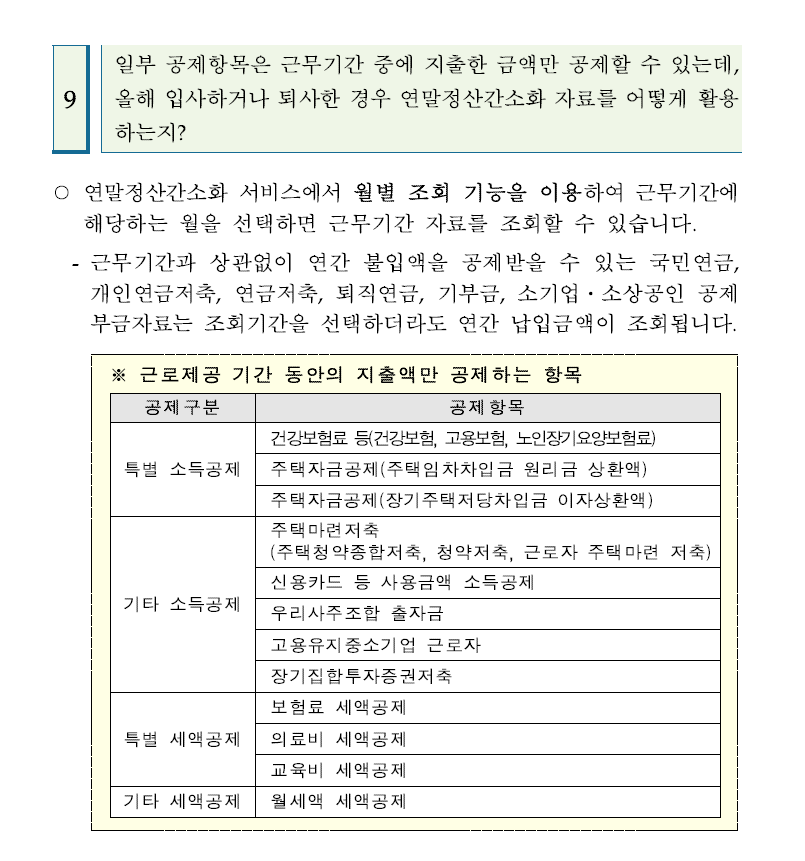 9
일부 공제항목은 근무기간 중에 지출한 금액만 공제할 수 있는데,
올해 입사하거나 퇴사한 경우 연말정산간소화 자료를 어떻게 활용
하는지?
○ 연말정산간소화 서비스에서 월별 조회 기능을 이용하여 근무기간에
해당하는 월을 선택하면 근무기간 자료를 조회할 수 있습니다.
- 근무기간과 상관없이 연간 불입액을 공제받을 수 있는 국민연금,
개인연금저축, 연금저축, 퇴직연금, 기부금, 소기업·소상공인 공제
부금자료는 조회기간을 선택하더라도 연간 납입금액이 조회됩니다.
※ 근로제공 기간 동안의 지출액만 공제하는 항목
공제구분 공제항목
특별 소득공제
건강보험료 등(건강보험, 고용보험, 노인장기요양보험료)
주택자금공제(주택임차차입금 원리금 상환액)
주택자금공제(장기주택저당차입금 이자상환액)
기타 소득공제
주택마련저축
(주택청약종합저축, 청약저축, 근로자 주택마련 저축)
신용카드 등 사용금액 소득공제
우리사주조합 출자금
고용유지중소기업 근로자
장기집합투자증권저축
특별 세액공제
보험료 세액공제
의료비 세액공제
교육비 세액공제
기타 세액공제 월세액 세액공제